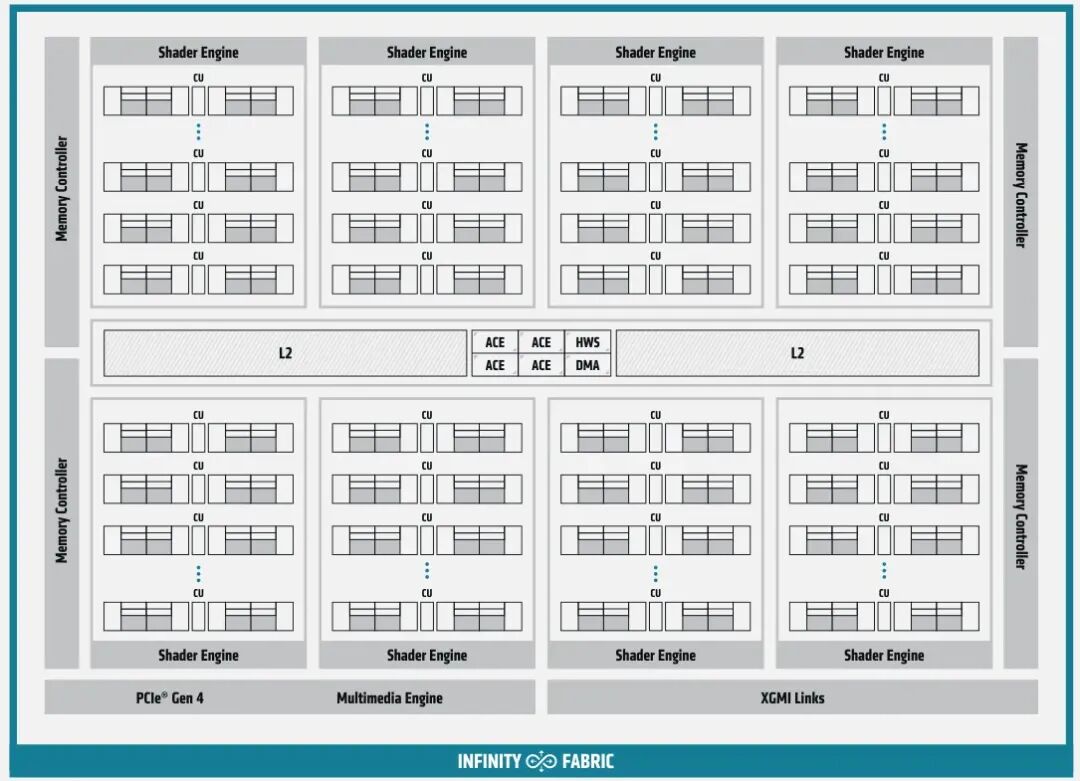 Shader Engine Shader Engine Shader Engine Shader Engine
CU CU CU CU
CU CU CU CU
CU CU CU CU
CU CU CU CU
Memory Controller
Memory Controller
L2
ACE ACE HWS
ACE ACE DMA
L2
Memory Controller
Memory Controller
CU CU CU CU
CU CU CU CU
CU CU CU CU
CU CU CU CU
Shader Engine Shader Engine Shader Engine Shader Engine
PCIe® Gen 4 Multimedia Engine XGMI Links
INFINITY FABRIC